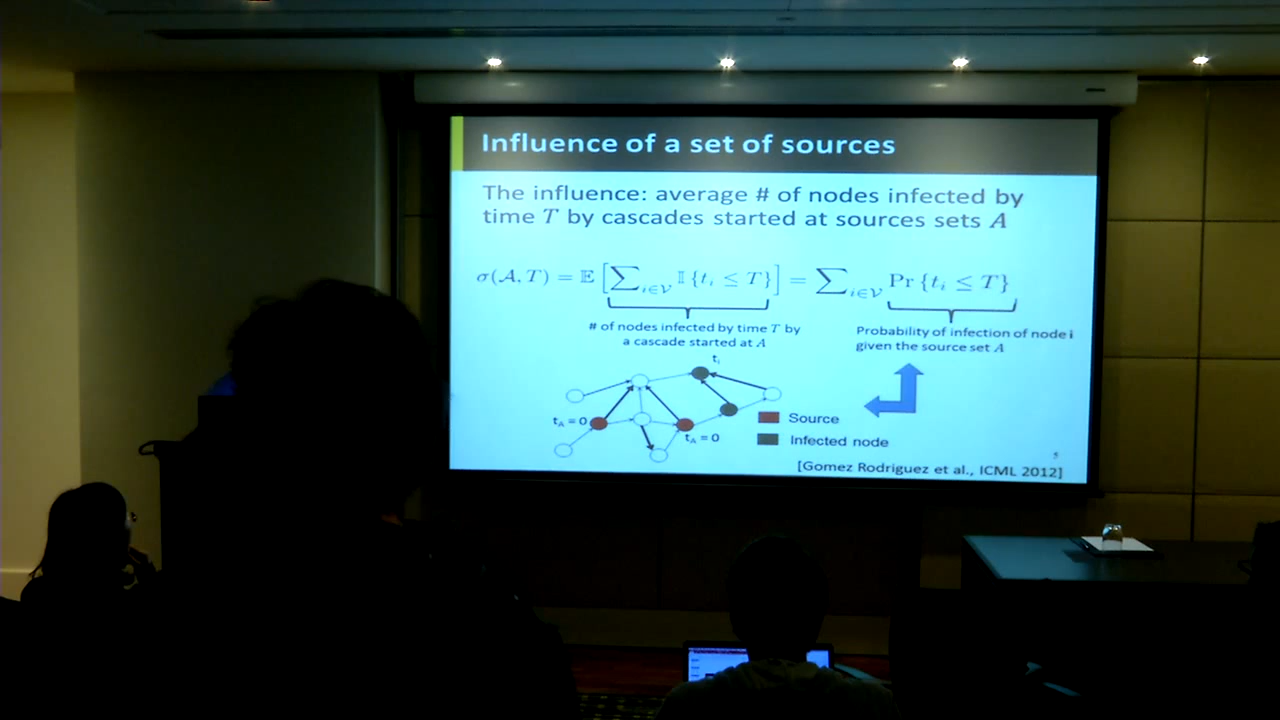 Influence of a set of sources
The influence: average # of nodes infected by
time T by cascades started at sources sets A
σ(A, T) = 𝔼 [∑_{i∈𝒱} 𝕀 {t_i ≤ T}] = ∑_{i∈𝒱} Pr {t_i ≤ T}
# of nodes infected by time T by
a cascade started at A
Probability of infection of node i
given the source set A
t_i
t_A = 0
t_A = 0
Source
Infected node
5
[Gomez Rodriguez et al., ICML 2012]